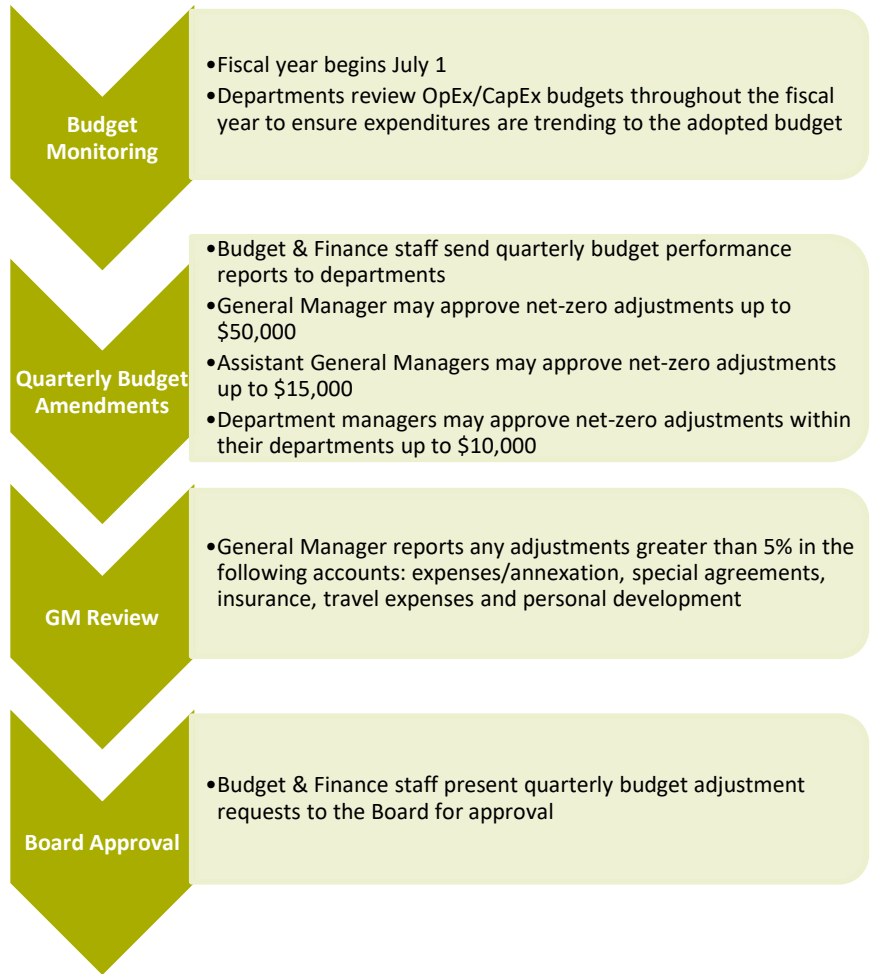 Budget
Monitoring
•Fiscal year begins July 1
•Departments review OpEx/CapEx budgets throughout the fiscal
year to ensure expenditures are trending to the adopted budget
Quarterly Budget
Amendments
•Budget & Finance staff send quarterly budget performance
reports to departments
•General Manager may approve net-zero adjustments up to
$50,000
•Assistant General Managers may approve net-zero adjustments
up to $15,000
•Department managers may approve net-zero adjustments within
their departments up to $10,000
GM Review
•General Manager reports any adjustments greater than 5% in the
following accounts: expenses/annexation, special agreements,
insurance, travel expenses and personal development
Board Approval
•Budget & Finance staff present quarterly budget adjustment
requests to the Board for approval